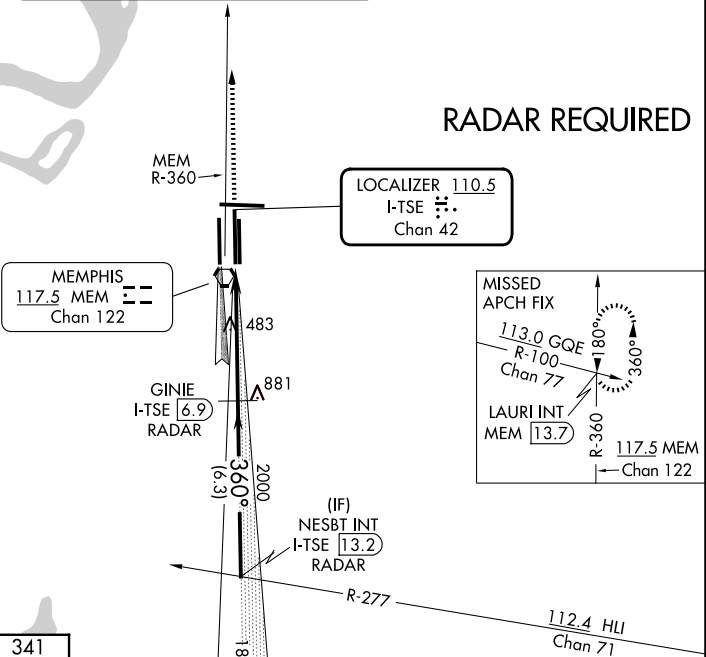 RADAR REQUIRED
MEM
R-360
LOCALIZER 110.5
I-TSE
Chan 42
MEMPHIS
117.5 MEM
Chan 122
483
881
GINIE
I-TSE 6.9
RADAR
360°
(6.3)
2000
(IF)
NESBT INT
I-TSE 13.2
RADAR
R-277
112.4 HLI
Chan 71
MISSED
APCH FIX
113.0 GQE
R-100
Chan 77
180°
360°
LAURI INT
MEM 13.7
R-360
117.5 MEM
Chan 122
341
18